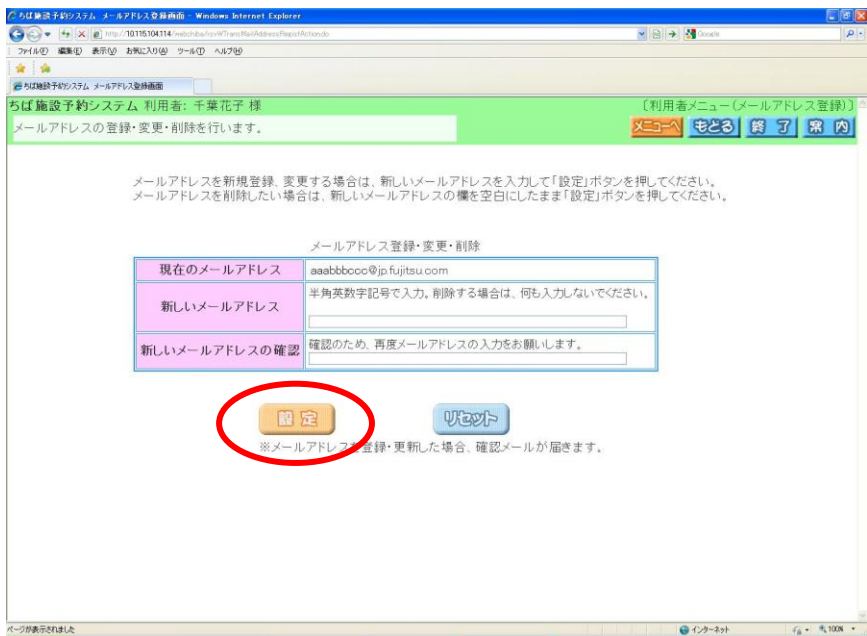 ちば施設予約システム メールアドレス登録画面 - Windows Internet Explorer
http://10.115.104.114/webchiba/rsvWTransMailAddressRegistAction.do
Google
ファイル(F) 編集(E) 表示(V) お気に入り(A) ツール(T) ヘルプ(H)
ちば施設予約システム メールアドレス登録画面
ちば施設予約システム 利用者: 千葉花子 様
〔利用者メニュー(メールアドレス登録)〕
メールアドレスの登録・変更・削除を行います。
メニューへ もどる 終 了 案 内
メールアドレスを新規登録、変更する場合は、新しいメールアドレスを入力して「設定」ボタンを押してください。
メールアドレスを削除したい場合は、新しいメールアドレスの欄を空白にしたまま「設定」ボタンを押してください。
メールアドレス登録・変更・削除
現在のメールアドレス aaabbbccc@jp.fujitsu.com
新しいメールアドレス 半角英数字記号で入力。削除する場合は、何も入力しないでください。
新しいメールアドレスの確認 確認のため、再度メールアドレスの入力をお願いします。
設 定 リセット
※メールアドレスを登録・更新した場合、確認メールが届きます。
ページが表示されました インターネット 100%